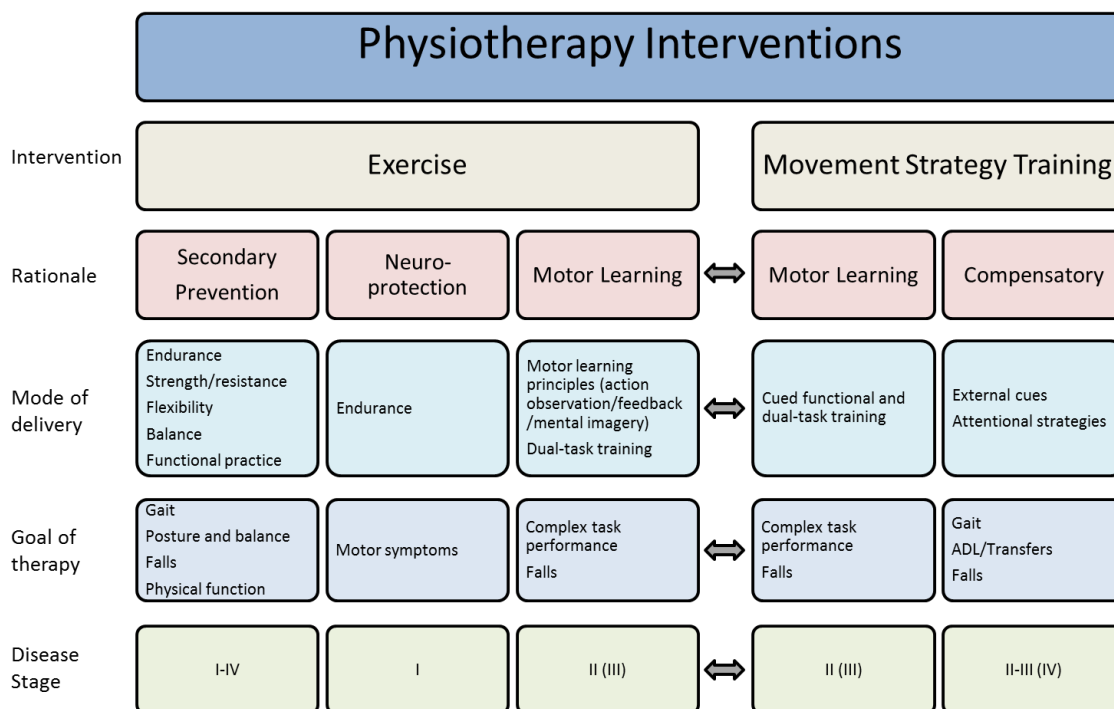 Physiotherapy Interventions
Intervention
Exercise
Movement Strategy Training
Rationale
Secondary
Prevention
Neuro-
protection
Motor Learning
Motor Learning
Compensatory
Mode of
delivery
Endurance
Strength/resistance
Flexibility
Balance
Functional practice
Endurance
Motor learning
principles (action
observation/feedback
/mental imagery)
Dual-task training
Cued functional and
dual-task training
External cues
Attentional strategies
Goal of
therapy
Gait
Posture and balance
Falls
Physical function
Motor symptoms
Complex task
performance
Falls
Complex task
performance
Falls
Gait
ADL/Transfers
Falls
Disease
Stage
I-IV
I
II (III)
II (III)
II-III (IV)